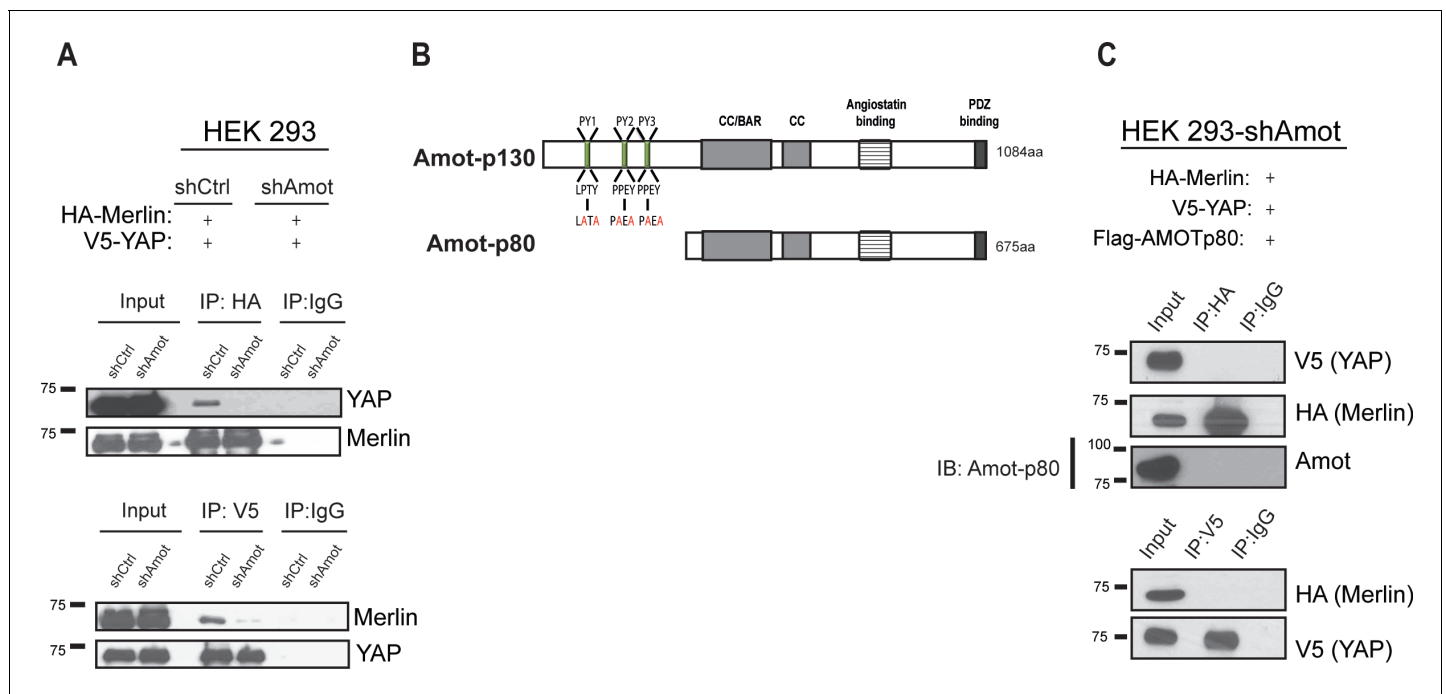 A
HEK 293
shCtrl shAmot
HA-Merlin: + +
V5-YAP: + +
Input IP: HA IP:IgG
shCtrl shAmot shCtrl shAmot shCtrl shAmot
75 YAP
75 Merlin
Input IP: V5 IP:IgG
shCtrl shAmot shCtrl shAmot shCtrl shAmot
75 Merlin
75 YAP
B
PY1 PY2 PY3 CC/BAR CC Angiostatin binding PDZ binding
Amot-p130 1084aa
LPTY PPEY PPEY
LATA PAEA PAEA
Amot-p80 675aa
C
HEK 293-shAmot
HA-Merlin: +
V5-YAP: +
Flag-AMOTp80: +
Input IP:HA IP:IgG
75 V5 (YAP)
75 HA (Merlin)
IB: Amot-p80 100 75 Amot
Input IP:V5 IP:IgG
75 HA (Merlin)
75 V5 (YAP)